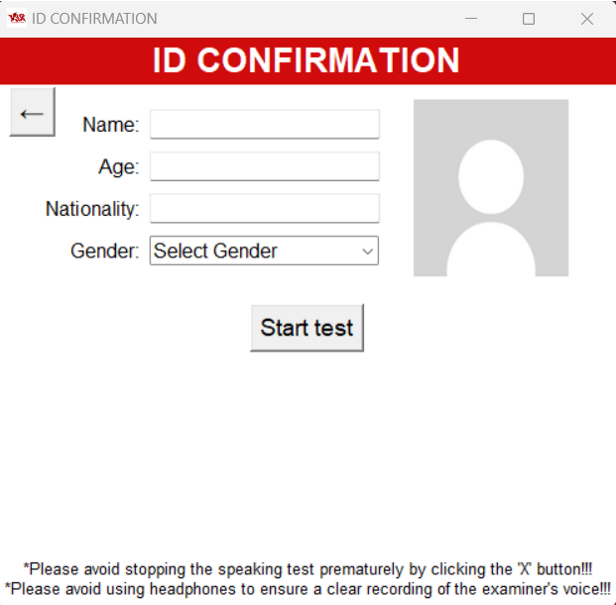 ID CONFIRMATION
ID CONFIRMATION
←
Name:
Age:
Nationality:
Gender: Select Gender
Start test
*Please avoid stopping the speaking test prematurely by clicking the 'X' button!!!
*Please avoid using headphones to ensure a clear recording of the examiner's voice!!!